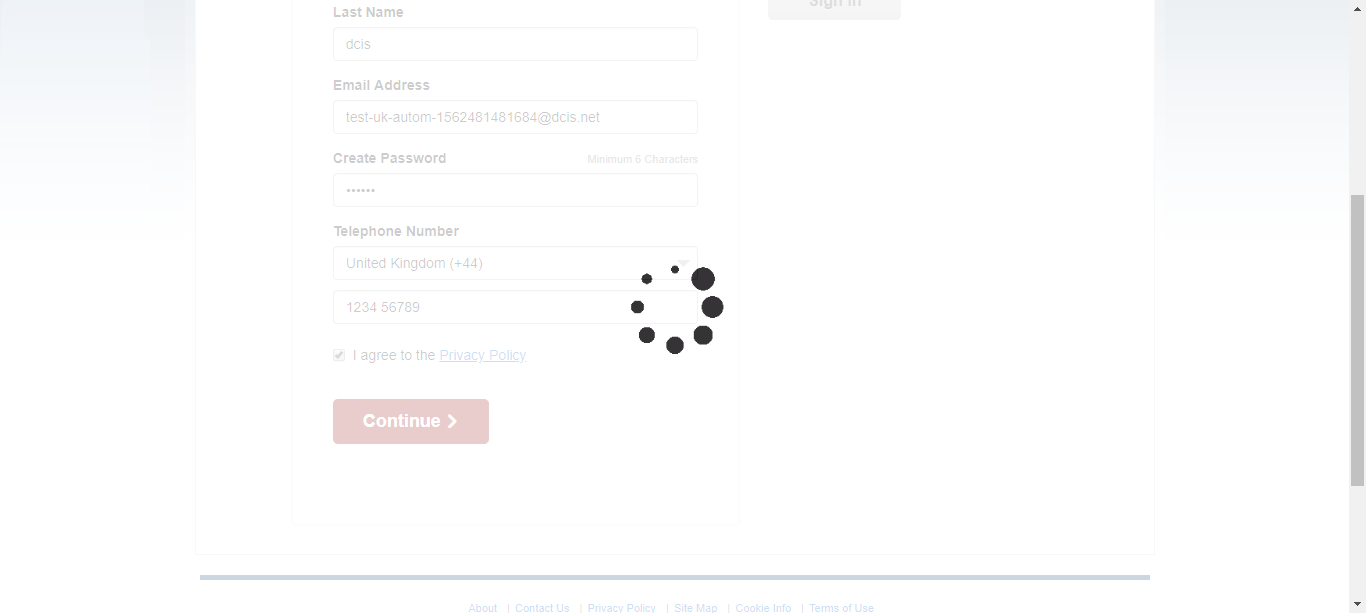 Last Name
Sign In
dcis
Email Address
test-uk-autom-1562481481684@dcis.net
Create Password
Minimum 6 Characters
••••••
Telephone Number
United Kingdom (+44)
1234 56789
I agree to the Privacy Policy
Continue
About | Contact Us | Privacy Policy | Site Map | Cookie Info | Terms of Use